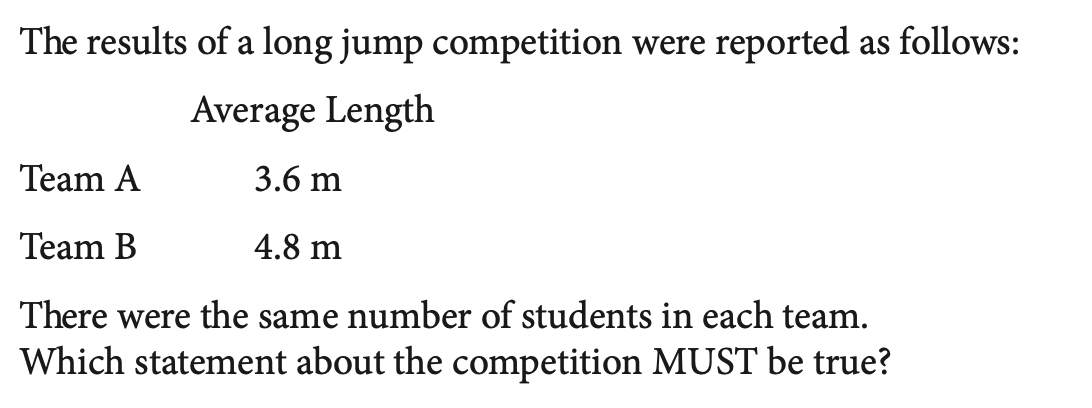 The results of a long jump competition were reported as follows:
Average Length
Team A 3.6 m
Team B 4.8 m
There were the same number of students in each team.
Which statement about the competition MUST be true?